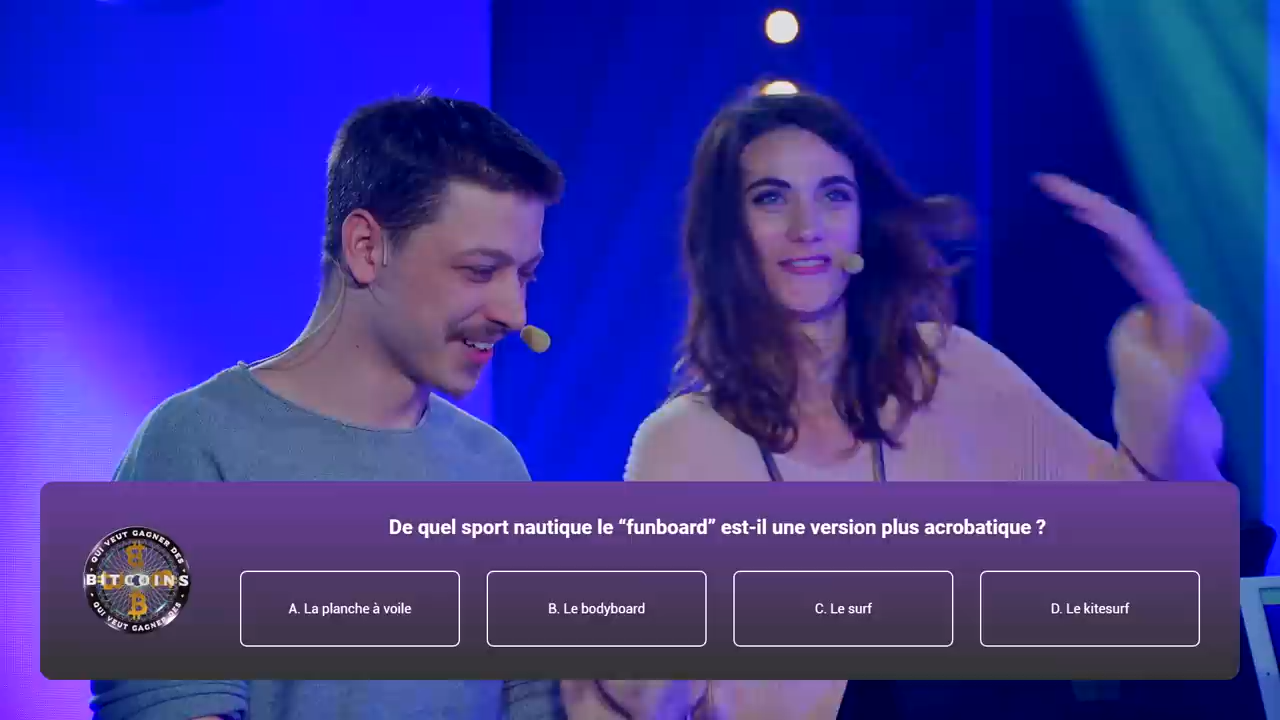 De quel sport nautique le “funboard” est-il une version plus acrobatique ?
QUI VEUT GAGNER DES
BITCOINS
QUI VEUT GAGNER DES
A. La planche à voile
B. Le bodyboard
C. Le surf
D. Le kitesurf